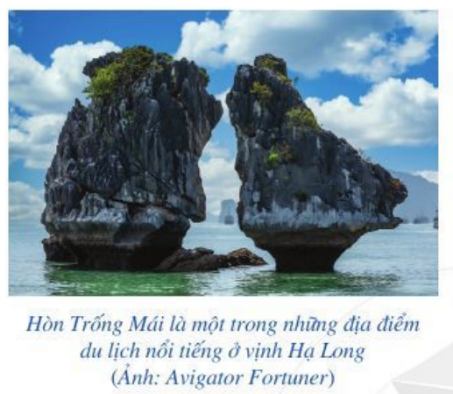 Hòn Trống Mái là một trong những địa điểm
du lịch nổi tiếng ở vịnh Hạ Long
(Ảnh: Avigator Fortuner)